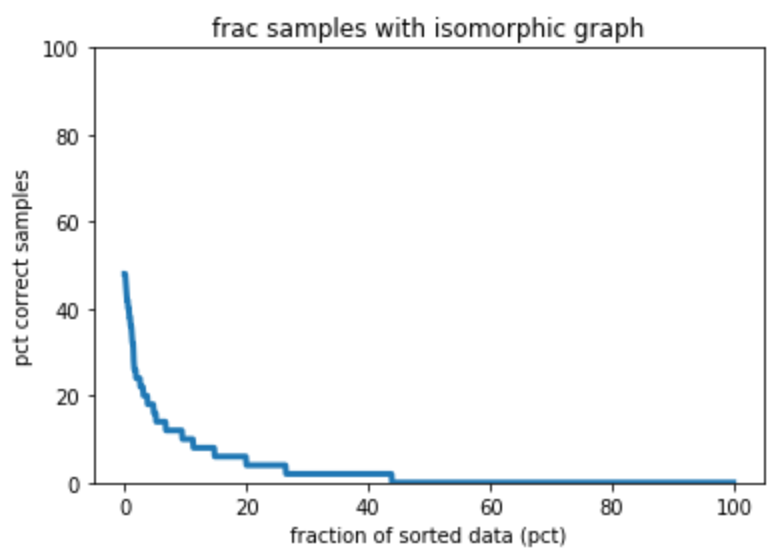 frac samples with isomorphic graph
100
80
60
40
20
0
pct correct samples
0 20 40 60 80 100
fraction of sorted data (pct)